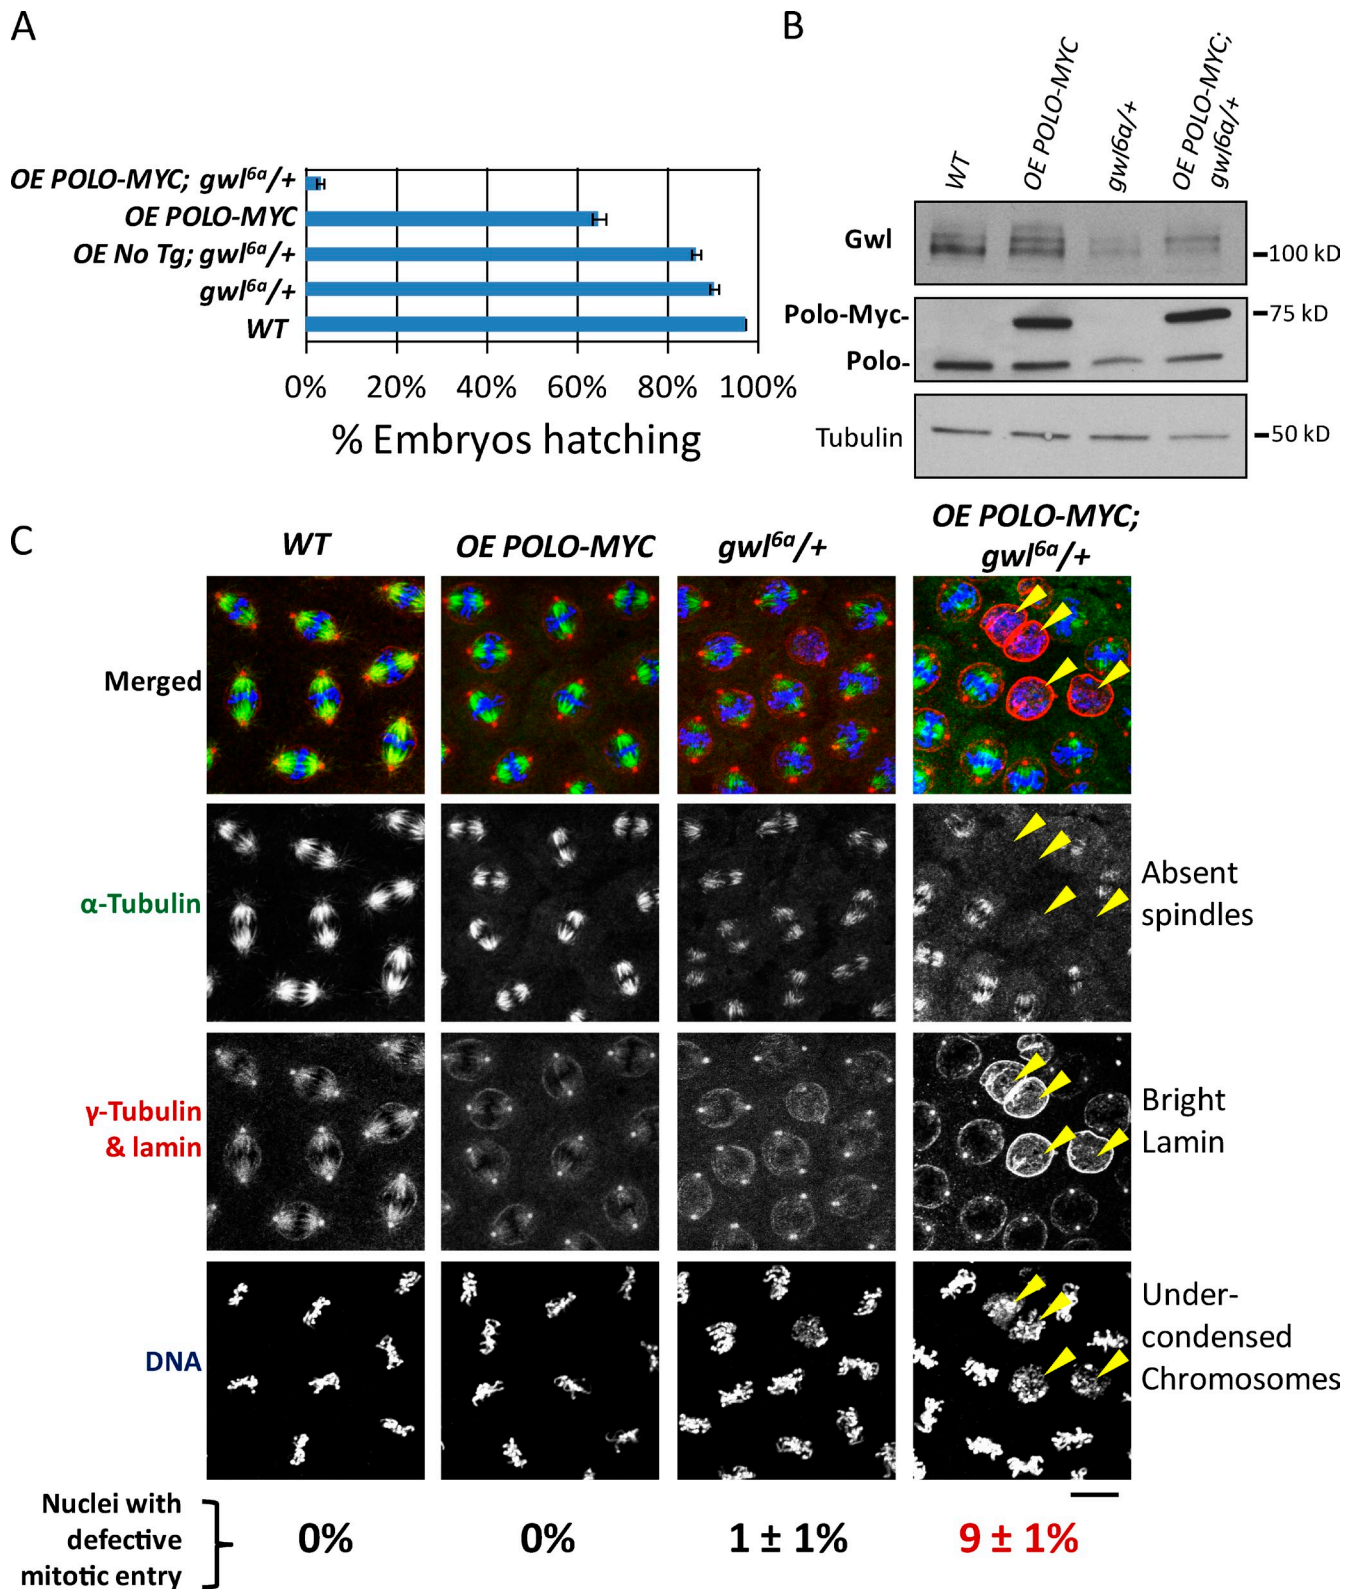 A
OE POLO-MYC; gwl6a/+
OE POLO-MYC
OE No Tg; gwl6a/+
gwl6a/+
WT
0% 20% 40% 60% 80% 100%
% Embryos hatching
B
WT
OE POLO-MYC
gwl6a/+
OE POLO-MYC;
gwl6a/+
Gwl
100 kD
Polo-Myc-
75 kD
Polo-
Tubulin
50 kD
C
WT
OE POLO-MYC
gwl6a/+
OE POLO-MYC;
gwl6a/+
Merged
α-Tubulin
Absent
spindles
γ-Tubulin
& lamin
Bright
Lamin
DNA
Under-
condensed
Chromosomes
Nuclei with
defective
mitotic entry
0% 0% 1 ± 1% 9 ± 1%